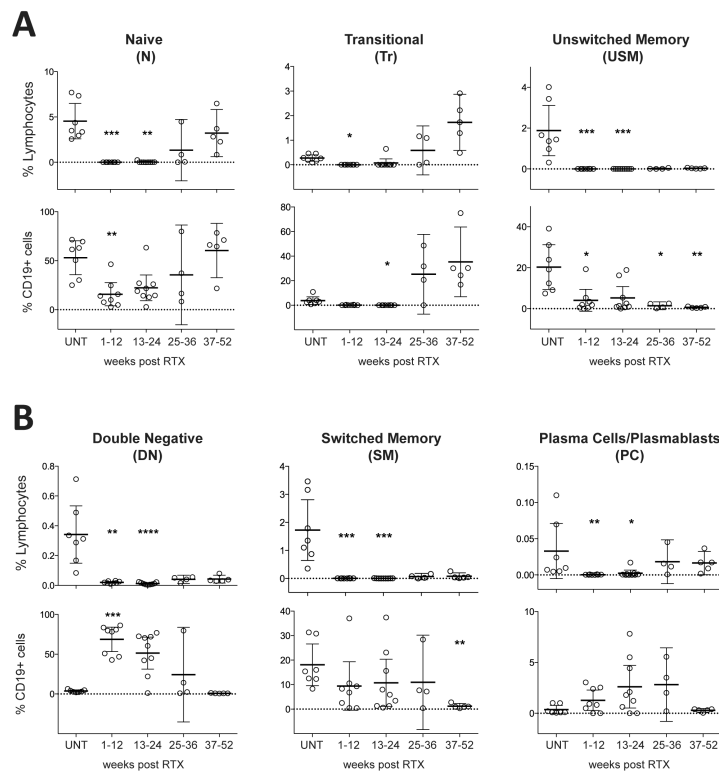 A
Naive
(N)
Transitional
(Tr)
Unswitched Memory
(USM)
% Lymphocytes
10
5
0
*** **
4
3
2
1
0
*
4
2
0
*** ***
% CD19+ cells
100
50
0
**
80
60
40
20
0
*
40
20
0
* * **
UNT 1-12 13-24 25-36 37-52
weeks post RTX
UNT 1-12 13-24 25-36 37-52
weeks post RTX
UNT 1-12 13-24 25-36 37-52
weeks post RTX
B
Double Negative
(DN)
Switched Memory
(SM)
Plasma Cells/Plasmablasts
(PC)
% Lymphocytes
0.8
0.6
0.4
0.2
0.0
** ****
4
3
2
1
0
*** ***
0.15
0.10
0.05
0.00
** *
% CD19+ cells
100
50
0
***
40
30
20
10
0
**
10
5
0
UNT 1-12 13-24 25-36 37-52
weeks post RTX
UNT 1-12 13-24 25-36 37-52
weeks post RTX
UNT 1-12 13-24 25-36 37-52
weeks post RTX